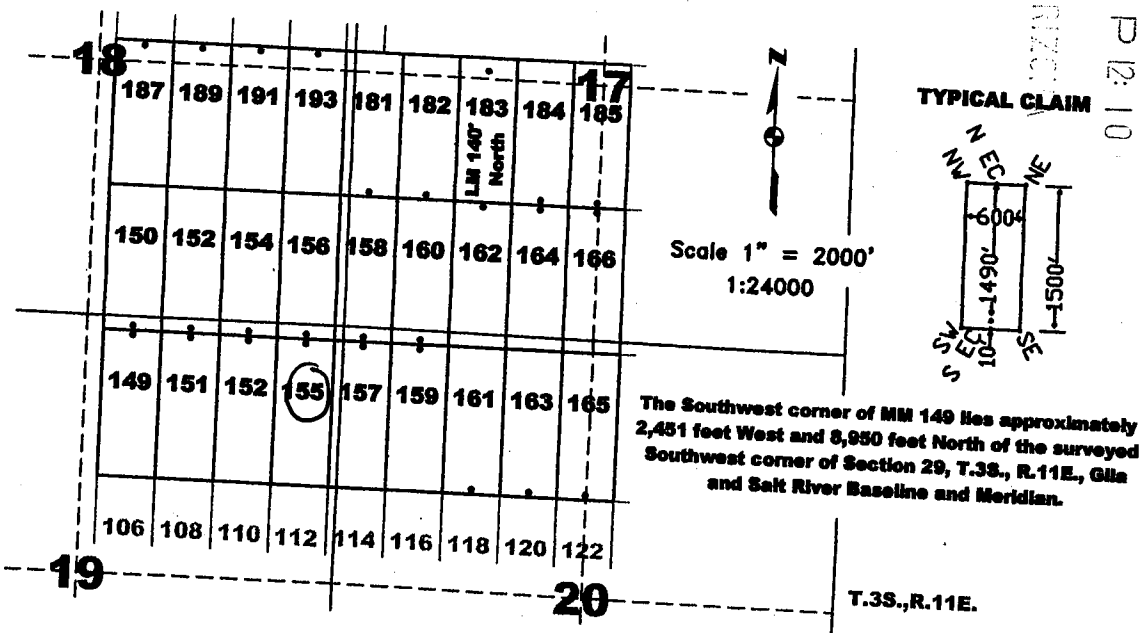 P 12: 10
18
17
187 189 191 193 181 182 183 184 185
LM 140'
North
150 152 154 156 158 160 162 164 166
149 151 152 155 157 159 161 163 165
106 108 110 112 114 116 118 120 122
19
20
N
Scale 1" = 2000'
1:24000
TYPICAL CLAIM
NW N EC NE
600'
1490'
1500'
10'
SW S EC SE
The Southwest corner of MM 149 lies approximately
2,451 feet West and 8,950 feet North of the surveyed
Southwest corner of Section 29, T.3S., R.11E., Gila
and Salt River Baseline and Meridian.
T.3S.,R.11E.